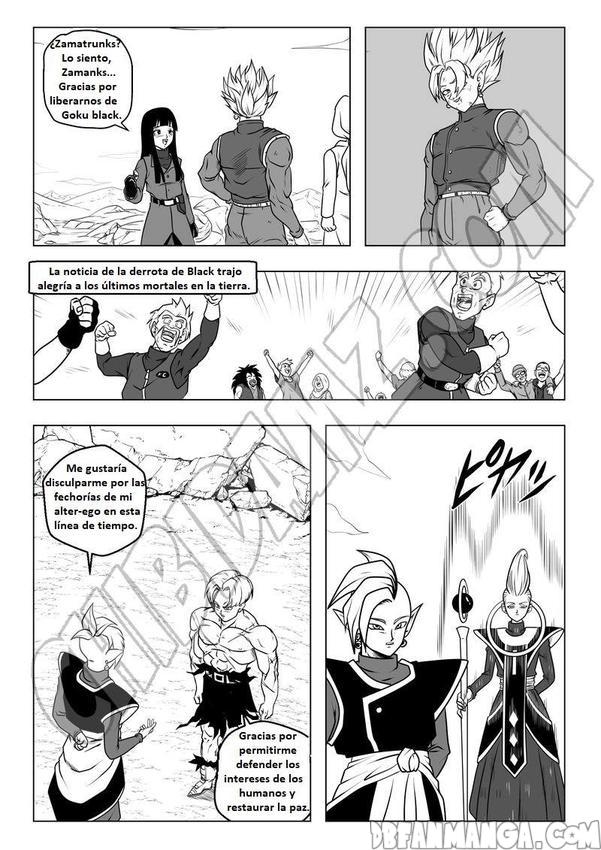 ¿Zamatrunks?
Lo siento,
Zamanks...
Gracias por
liberarnos de
Goku black.
La noticia de la derrota de Black trajo
alegría a los últimos mortales en la tierra.
Me gustaría
disculparme por las
fechorías de mi
alter-ego en esta
línea de tiempo.
ピキッ
Gracias por
permitirme
defender los
intereses de los
humanos y
restaurar la paz.
DBFANMANGA.COM